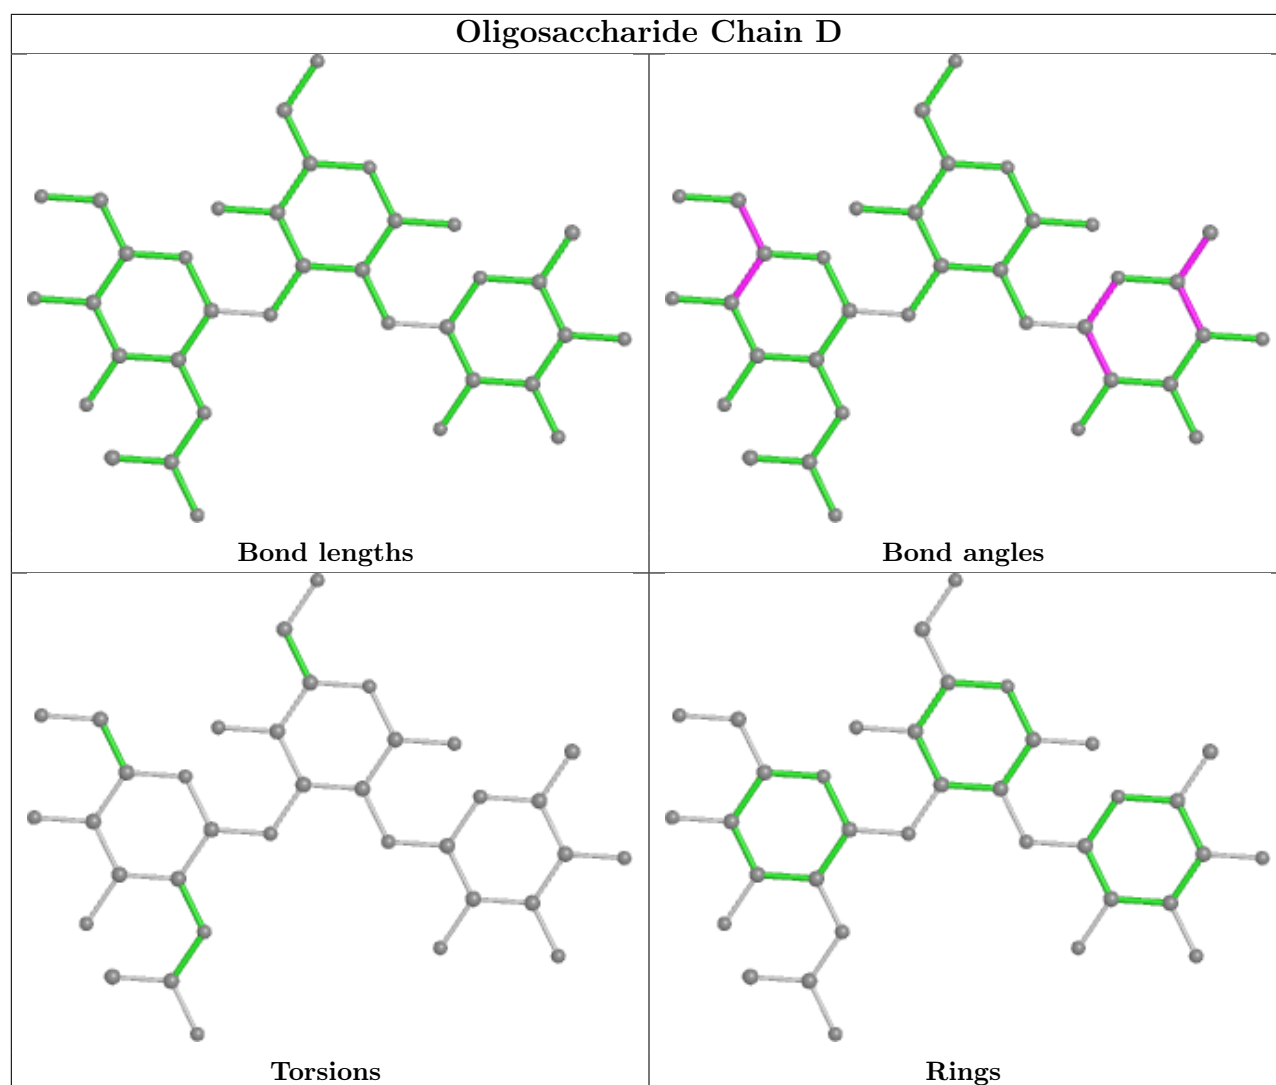 Oligosaccharide Chain D
Bond lengths
Bond angles
Torsions
Rings